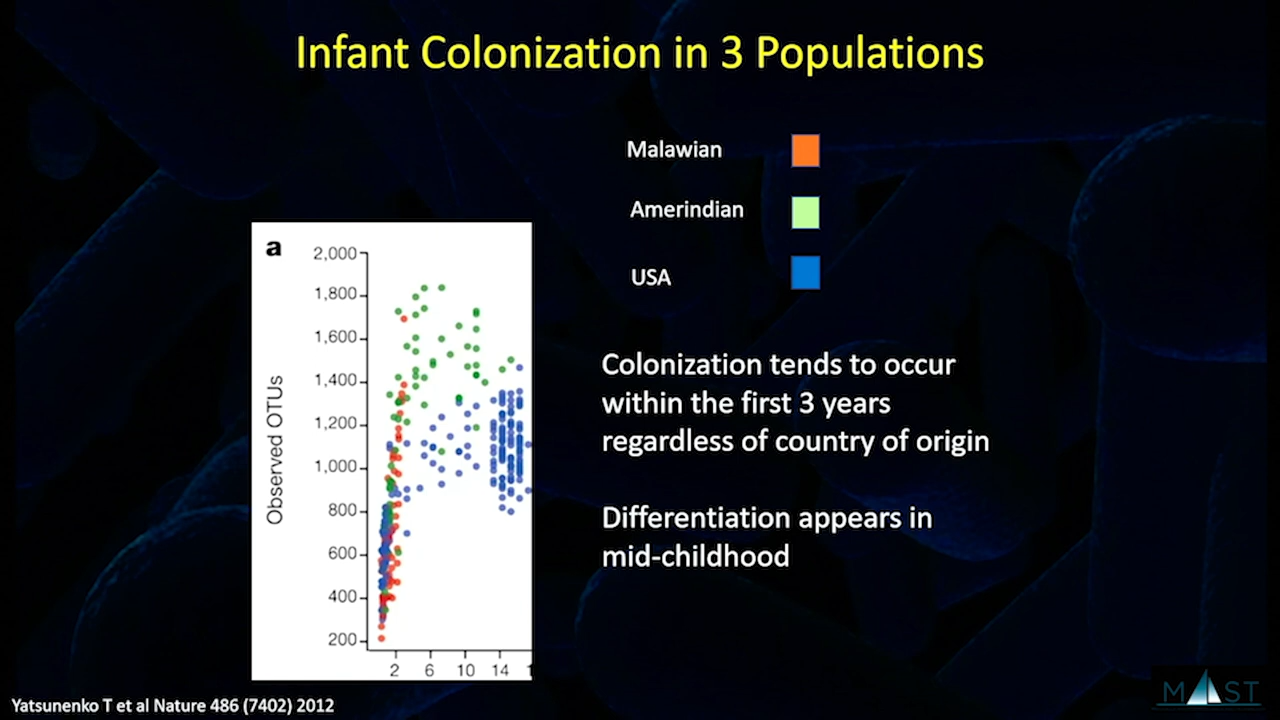 Infant Colonization in 3 Populations
Malawian
Amerindian
USA
a
2,000
1,800
1,600
1,400
1,200
1,000
800
600
400
200
Observed OTUs
2 6 10 14 1
Colonization tends to occur
within the first 3 years
regardless of country of origin
Differentiation appears in
mid-childhood
Yatsunenko T et al Nature 486 (7402) 2012
MAST